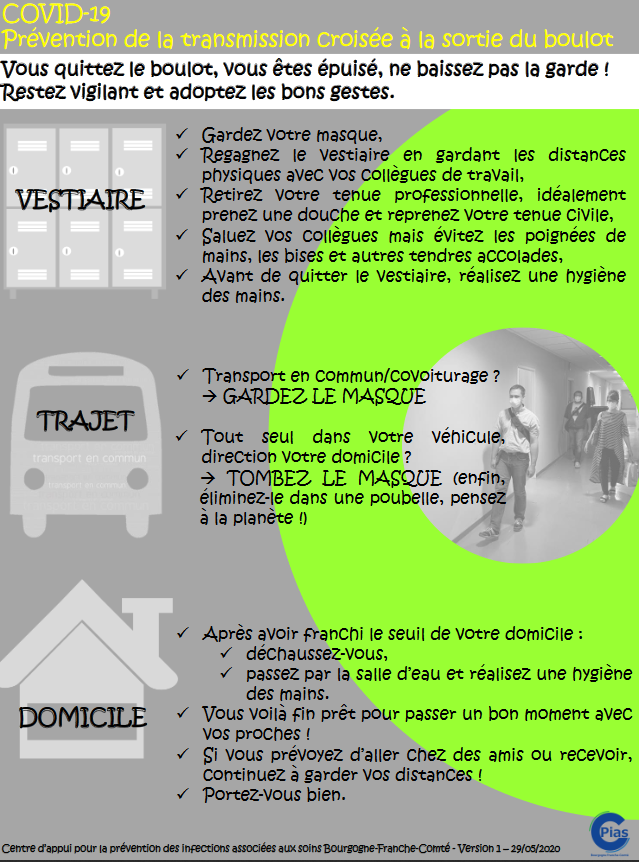 COVID-19
Prévention de la transmission croisée à la sortie du boulot
Vous quittez le boulot, vous êtes épuisé, ne baissez pas la garde !
Restez vigilant et adoptez les bons gestes.
VESTIAIRE
✓ Gardez votre masque,
✓ Regagnez le vestiaire en gardant les distances
physiques avec vos collègues de travail,
✓ Retirez votre tenue professionnelle, idéalement
prenez une douche et reprenez votre tenue civile,
✓ Saluez vos collègues mais évitez les poignées de
mains, les bises et autres tendres accolades,
✓ Avant de quitter le vestiaire, réalisez une hygiène
des mains.
TRAJET
transport en commun
transport en commun
✓ Transport en commun/covoiturage ?
→ GARDEZ LE MASQUE
✓ Tout seul dans votre véhicule,
direction votre domicile ?
→ TOMBEZ LE MASQUE (enfin,
éliminez-le dans une poubelle, pensez
à la planète !)
DOMICILE
✓ Après avoir franchi le seuil de votre domicile :
✓ déchaussez-vous,
✓ passez par la salle d'eau et réalisez une hygiène
des mains.
✓ Vous voilà fin prêt pour passer un bon moment avec
vos proches !
✓ Si vous prévoyez d'aller chez des amis ou recevoir,
continuez à garder vos distances !
✓ Portez-vous bien.
CPias
Bourgogne-Franche-Comté
Centre d'appui pour la prévention des infections associées aux soins Bourgogne-Franche-Comté - Version 1 – 29/05/2020